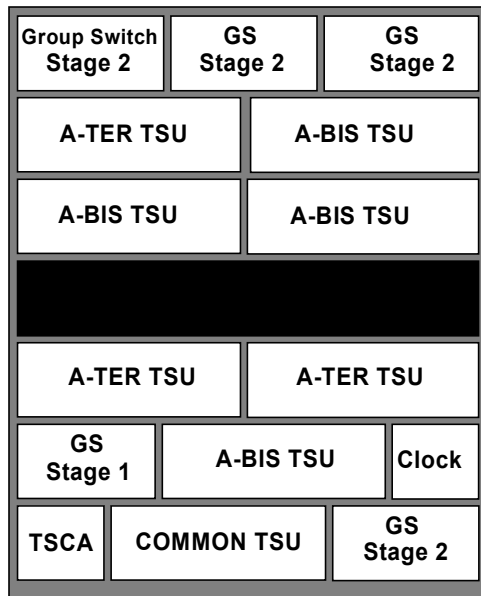 Group Switch
Stage 2
GS
Stage 2
GS
Stage 2
A-TER TSU
A-BIS TSU
A-BIS TSU
A-BIS TSU
A-TER TSU
A-TER TSU
GS
Stage 1
A-BIS TSU
Clock
TSCA
COMMON TSU
GS
Stage 2